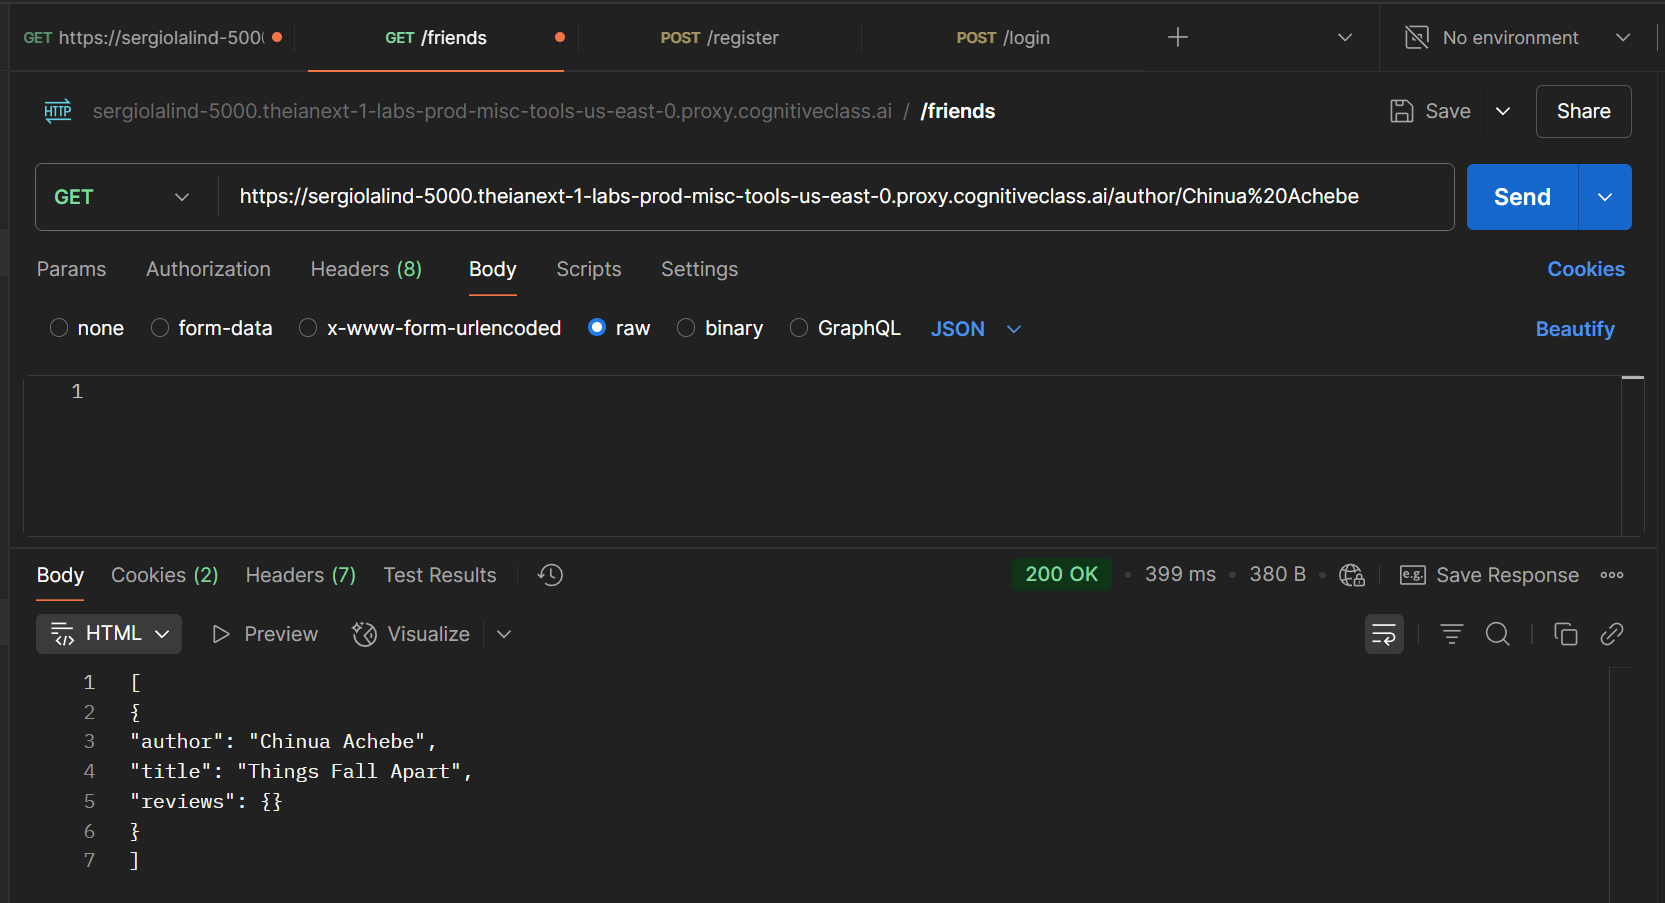 GET https://sergiolalind-500
GET /friends
POST /register
POST /login
No environment
HTTP sergiolalind-5000.theianext-1-labs-prod-misc-tools-us-east-0.proxy.cognitiveclass.ai / /friends
Save
Share
GET https://sergiolalind-5000.theianext-1-labs-prod-misc-tools-us-east-0.proxy.cognitiveclass.ai/author/Chinua%20Achebe
Send
Params Authorization Headers (8) Body Scripts Settings Cookies
none form-data x-www-form-urlencoded raw binary GraphQL JSON Beautify
1
Body Cookies (2) Headers (7) Test Results 200 OK • 399 ms • 380 B • e.g. Save Response
HTML Preview Visualize
1 [
2 {
3 "author": "Chinua Achebe",
4 "title": "Things Fall Apart",
5 "reviews": {}
6 }
7 ]